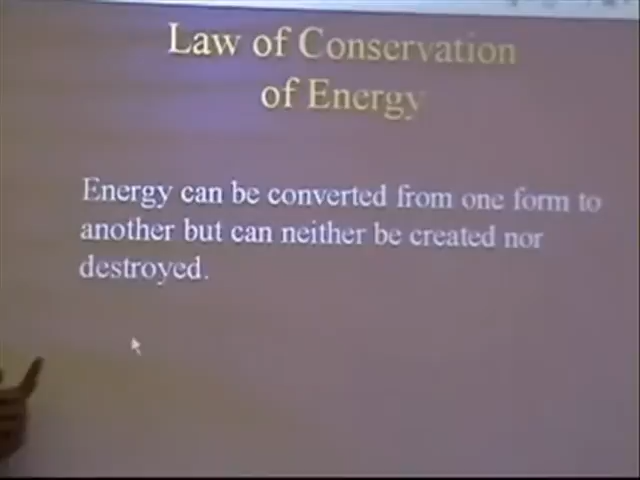 Law of Conservation
of Energy
Energy can be converted from one form to
another but can neither be created nor
destroyed.